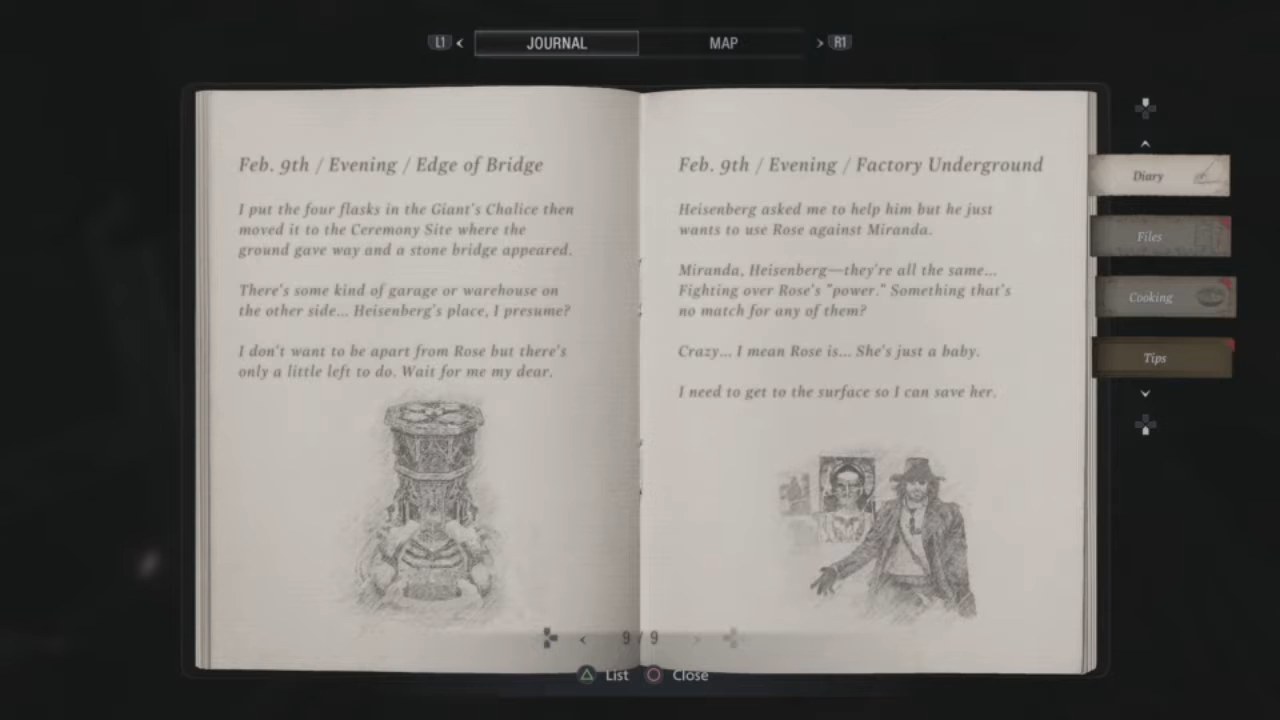 L1
JOURNAL
MAP
R1
Feb. 9th / Evening / Edge of Bridge
I put the four flasks in the Giant's Chalice then
moved it to the Ceremony Site where the
ground gave way and a stone bridge appeared.
There's some kind of garage or warehouse on
the other side... Heisenberg's place, I presume?
I don't want to be apart from Rose but there's
only a little left to do. Wait for me my dear.
Feb. 9th / Evening / Factory Underground
Heisenberg asked me to help him but he just
wants to use Rose against Miranda.
Miranda, Heisenberg—they're all the same...
Fighting over Rose's "power." Something that's
no match for any of them?
Crazy... I mean Rose is... She's just a baby.
I need to get to the surface so I can save her.
Diary
Files
Cooking
Tips
9 / 9
List
Close